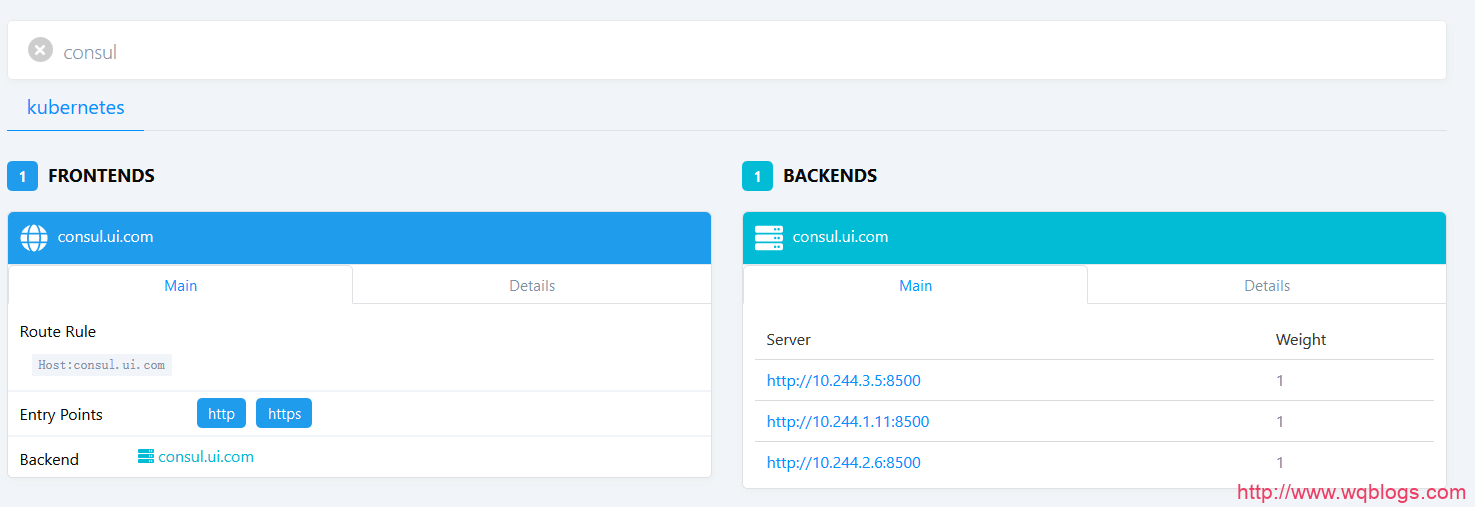 consul
kubernetes
1 FRONTENDS
consul.ui.com
Main Details
Route Rule
Host:consul.ui.com
Entry Points http https
Backend consul.ui.com
1 BACKENDS
consul.ui.com
Main Details
Server Weight
http://10.244.3.5:8500 1
http://10.244.1.11:8500 1
http://10.244.2.6:8500 1
http://www.wqblogs.com